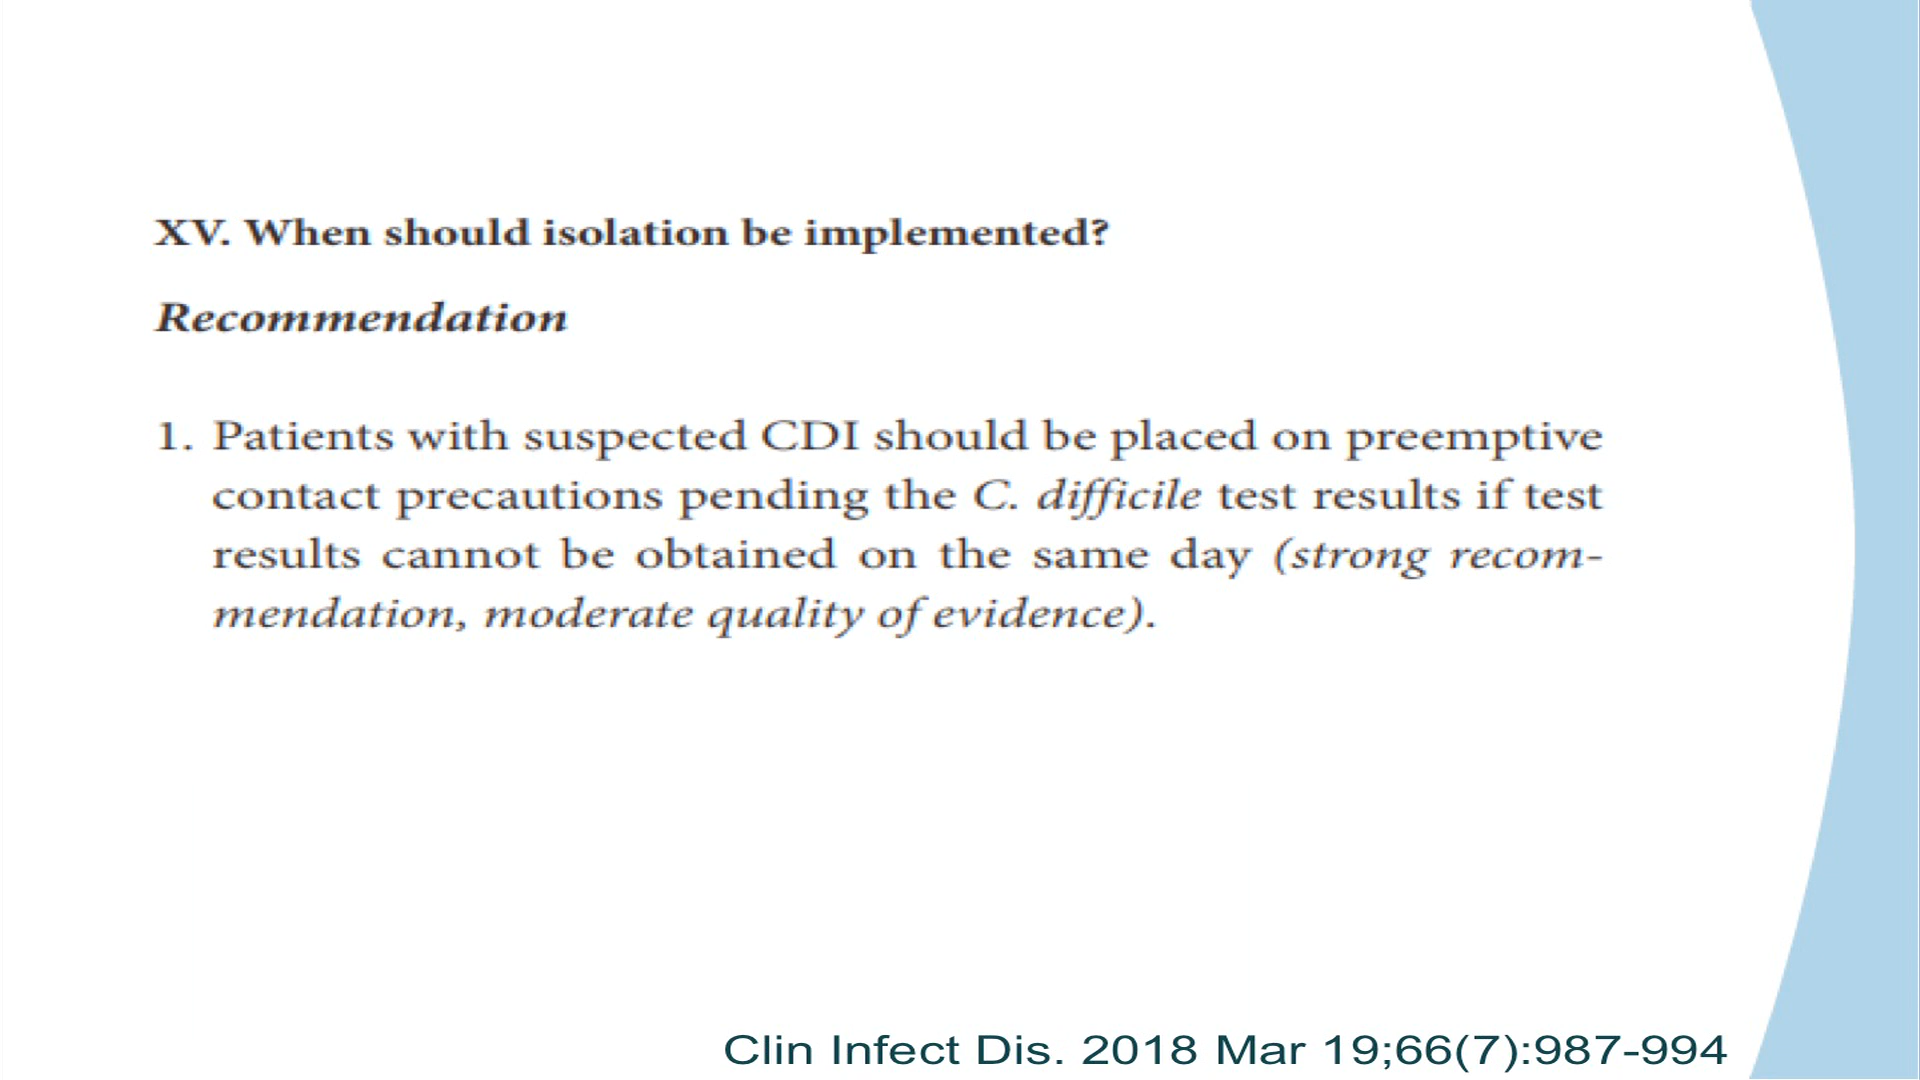 XV. When should isolation be implemented?
Recommendation
1. Patients with suspected CDI should be placed on preemptive
contact precautions pending the C. difficile test results if test
results cannot be obtained on the same day (strong recom-
mendation, moderate quality of evidence).
Clin Infect Dis. 2018 Mar 19;66(7):987-994